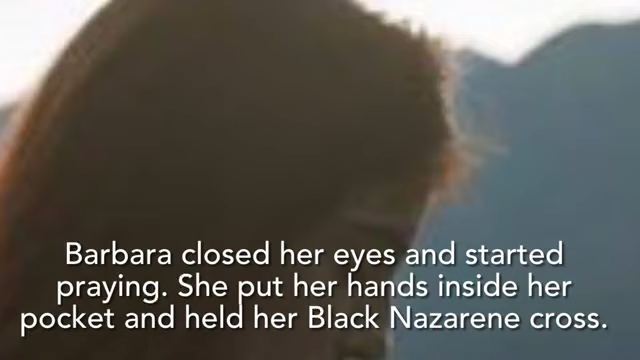 Barbara closed her eyes and started
praying. She put her hands inside her
pocket and held her Black Nazarene cross.